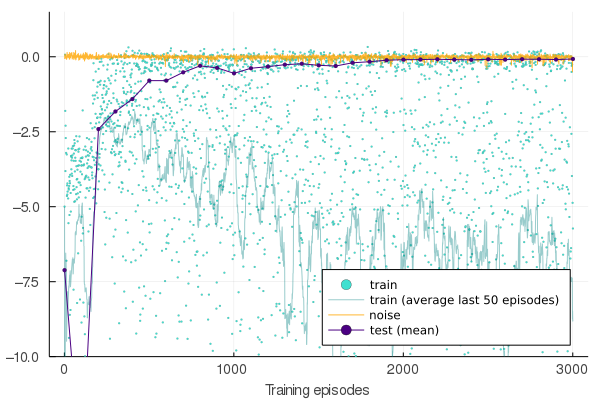 0.0
−2.5
−5.0
−7.5
−10.0
train
train (average last 50 episodes)
noise
test (mean)
0 1000 2000 3000
Training episodes